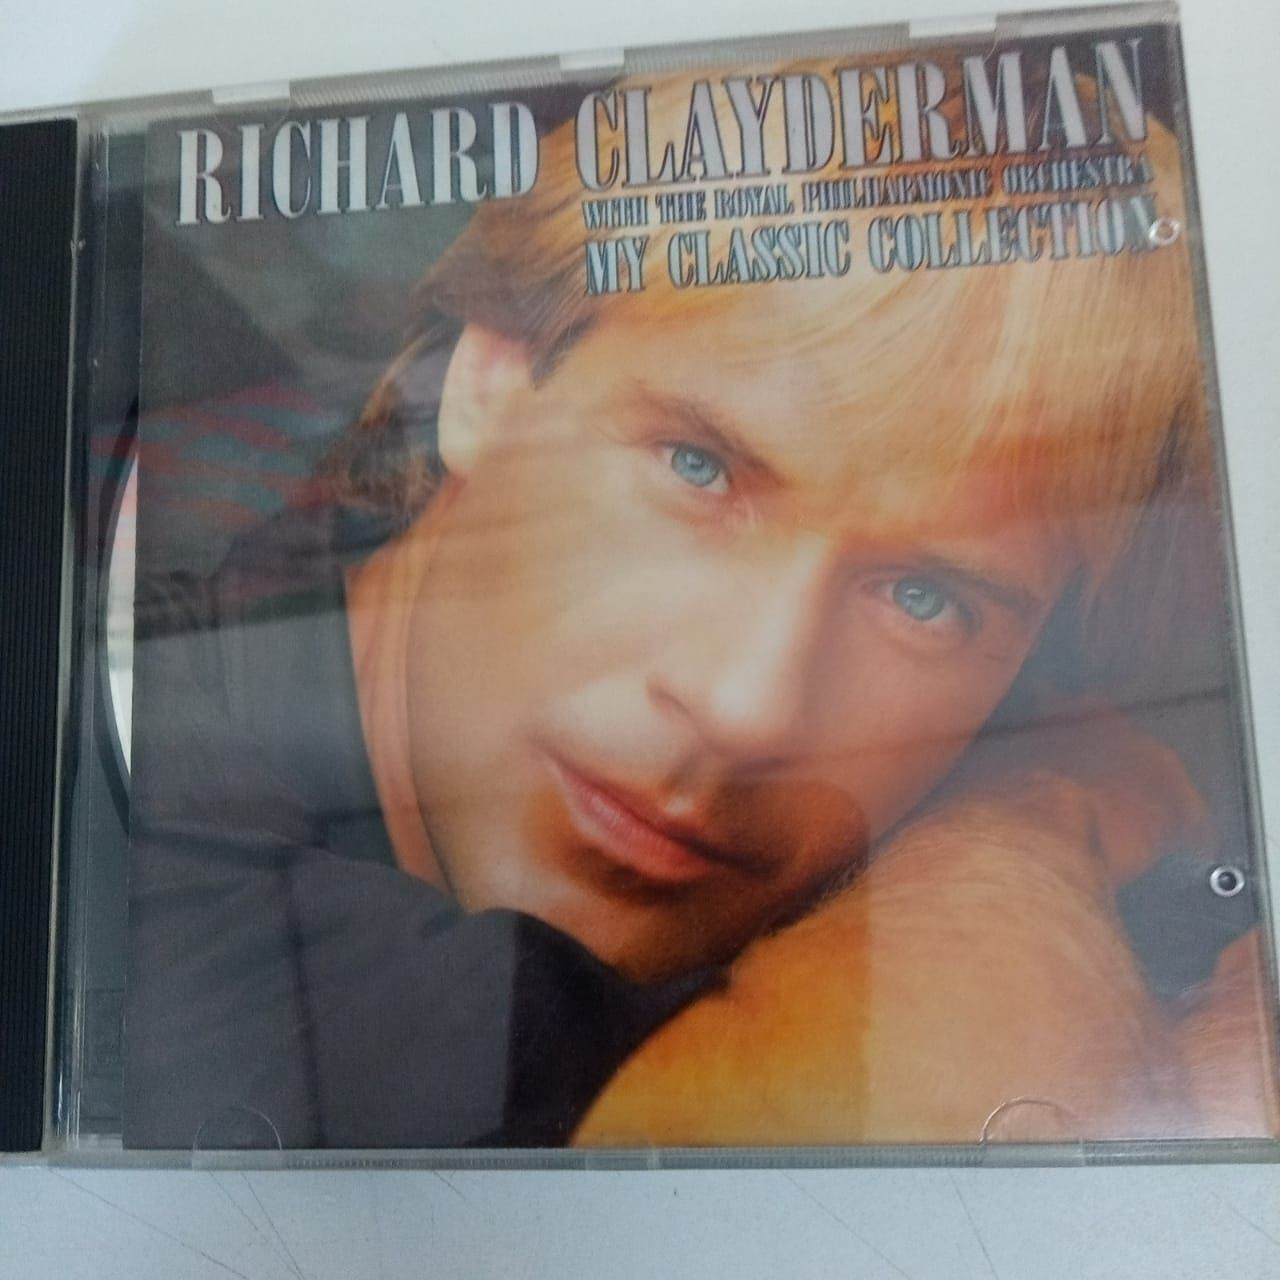 RICHARD CLAYDERMAN
WITH THE ROYAL PHILHARMONIC ORCHESTRA
MY CLASSIC COLLECTION